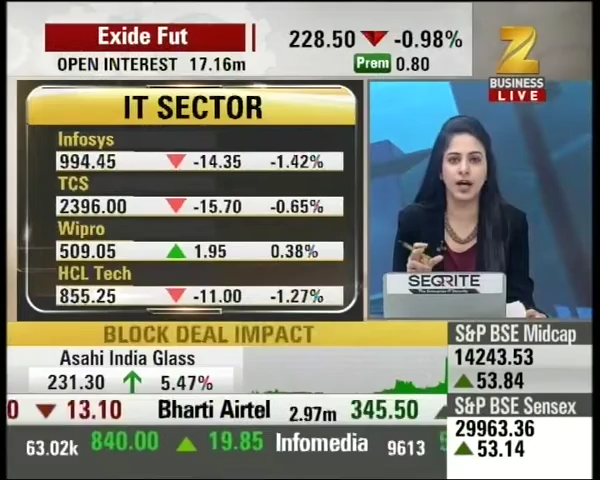 Exide Fut
228.50 -0.98%
OPEN INTEREST 17.16m
Prem 0.80
Z
BUSINESS
LIVE
IT SECTOR
Infosys
994.45 -14.35 -1.42%
TCS
2396.00 -15.70 -0.65%
Wipro
509.05 1.95 0.38%
HCL Tech
855.25 -11.00 -1.27%
SEQRITE
BLOCK DEAL IMPACT
Asahi India Glass
231.30 5.47%
S&P BSE Midcap
14243.53
53.84
0 13.10 Bharti Airtel 2.97m 345.50
S&P BSE Sensex
29963.36
53.14
63.02k 840.00 19.85 Infomedia 9413